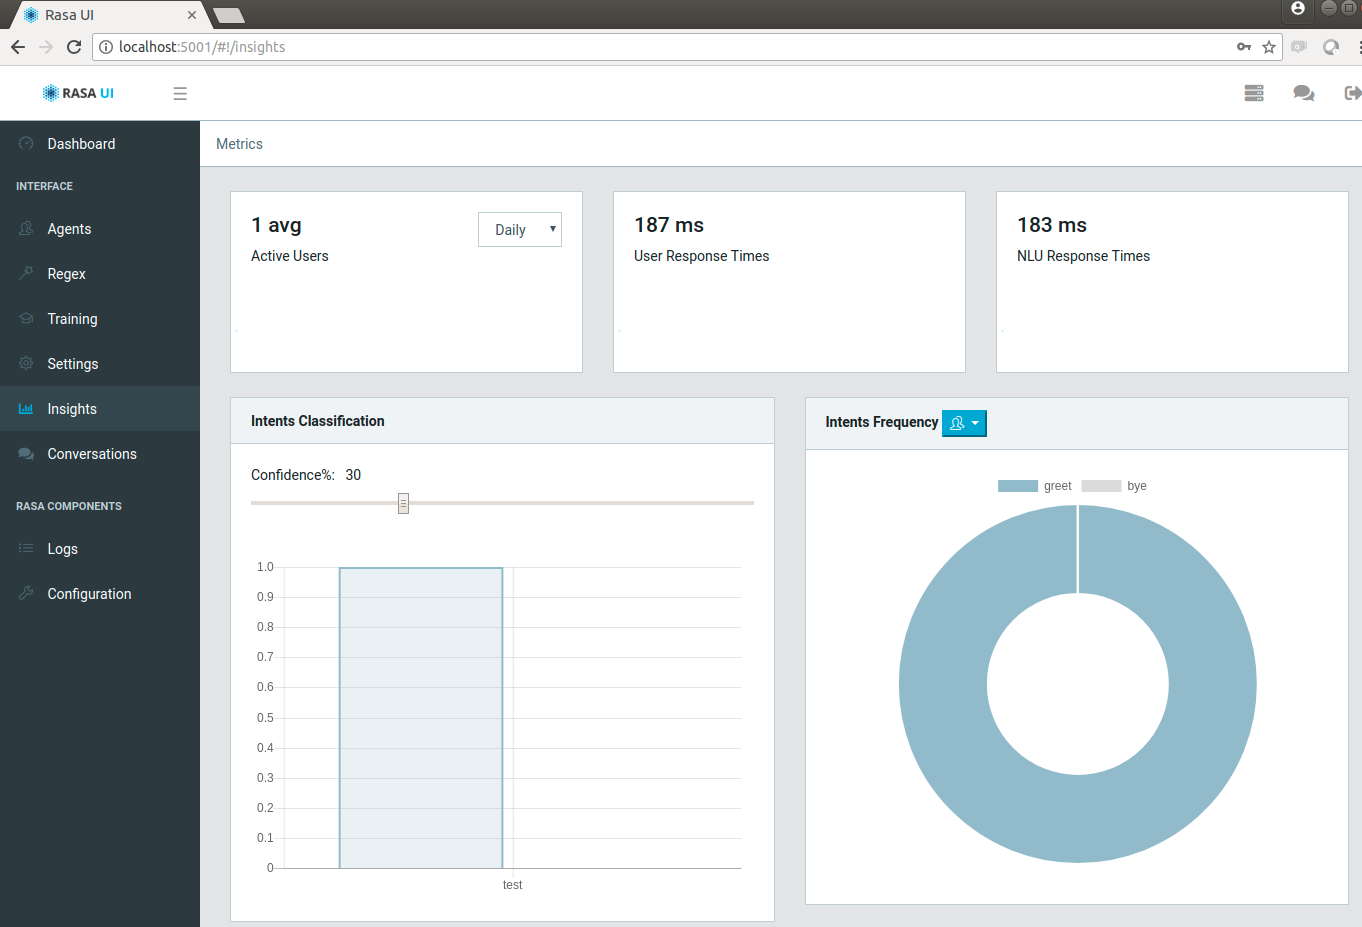 Rasa UI
localhost:5001/#!/insights
RASA UI
Dashboard
INTERFACE
Agents
Regex
Training
Settings
Insights
Conversations
RASA COMPONENTS
Logs
Configuration
Metrics
1 avg
Daily
Active Users
187 ms
User Response Times
183 ms
NLU Response Times
Intents Classification
Confidence%: 30
1.0
0.9
0.8
0.7
0.6
0.5
0.4
0.3
0.2
0.1
0
test
Intents Frequency
greet bye